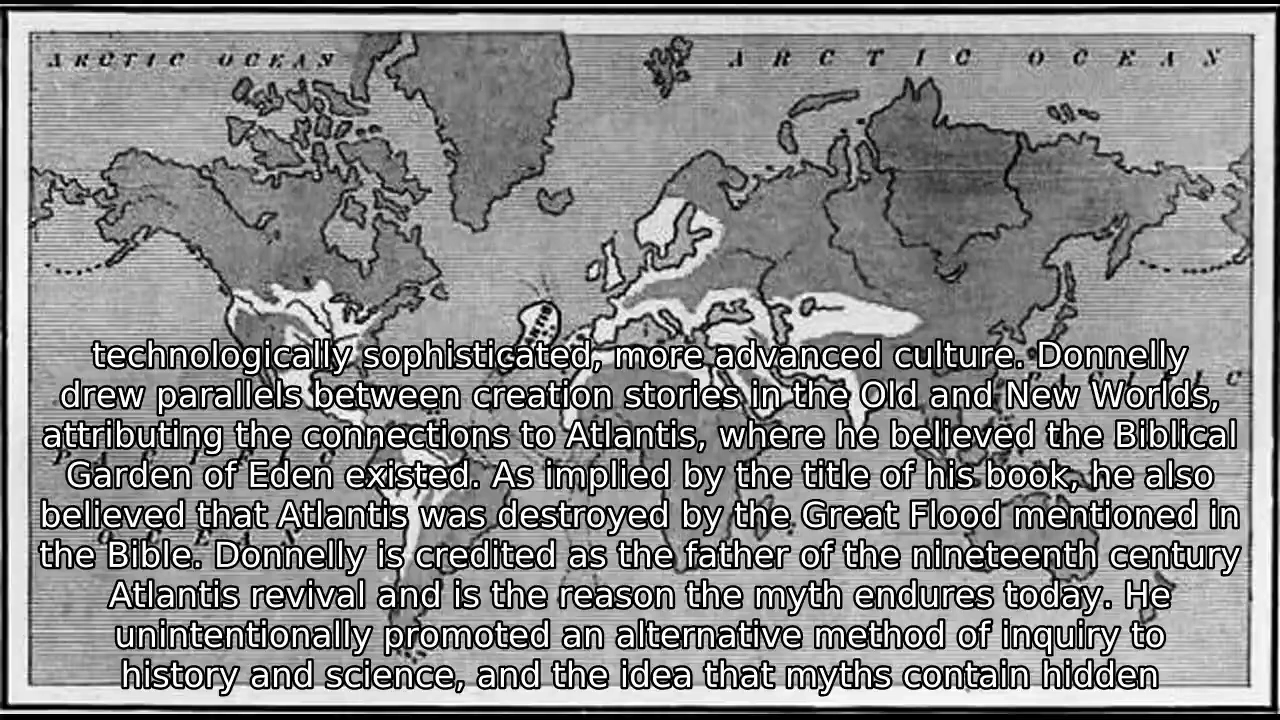 ARCTIC OCEAN
ARCTIC OCEAN
technologically sophisticated, more advanced culture. Donnelly
drew parallels between creation stories in the Old and New Worlds,
attributing the connections to Atlantis, where he believed the Biblical
Garden of Eden existed. As implied by the title of his book, he also
believed that Atlantis was destroyed by the Great Flood mentioned in
the Bible. Donnelly is credited as the father of the nineteenth century
Atlantis revival and is the reason the myth endures today. He
unintentionally promoted an alternative method of inquiry to
history and science, and the idea that myths contain hidden